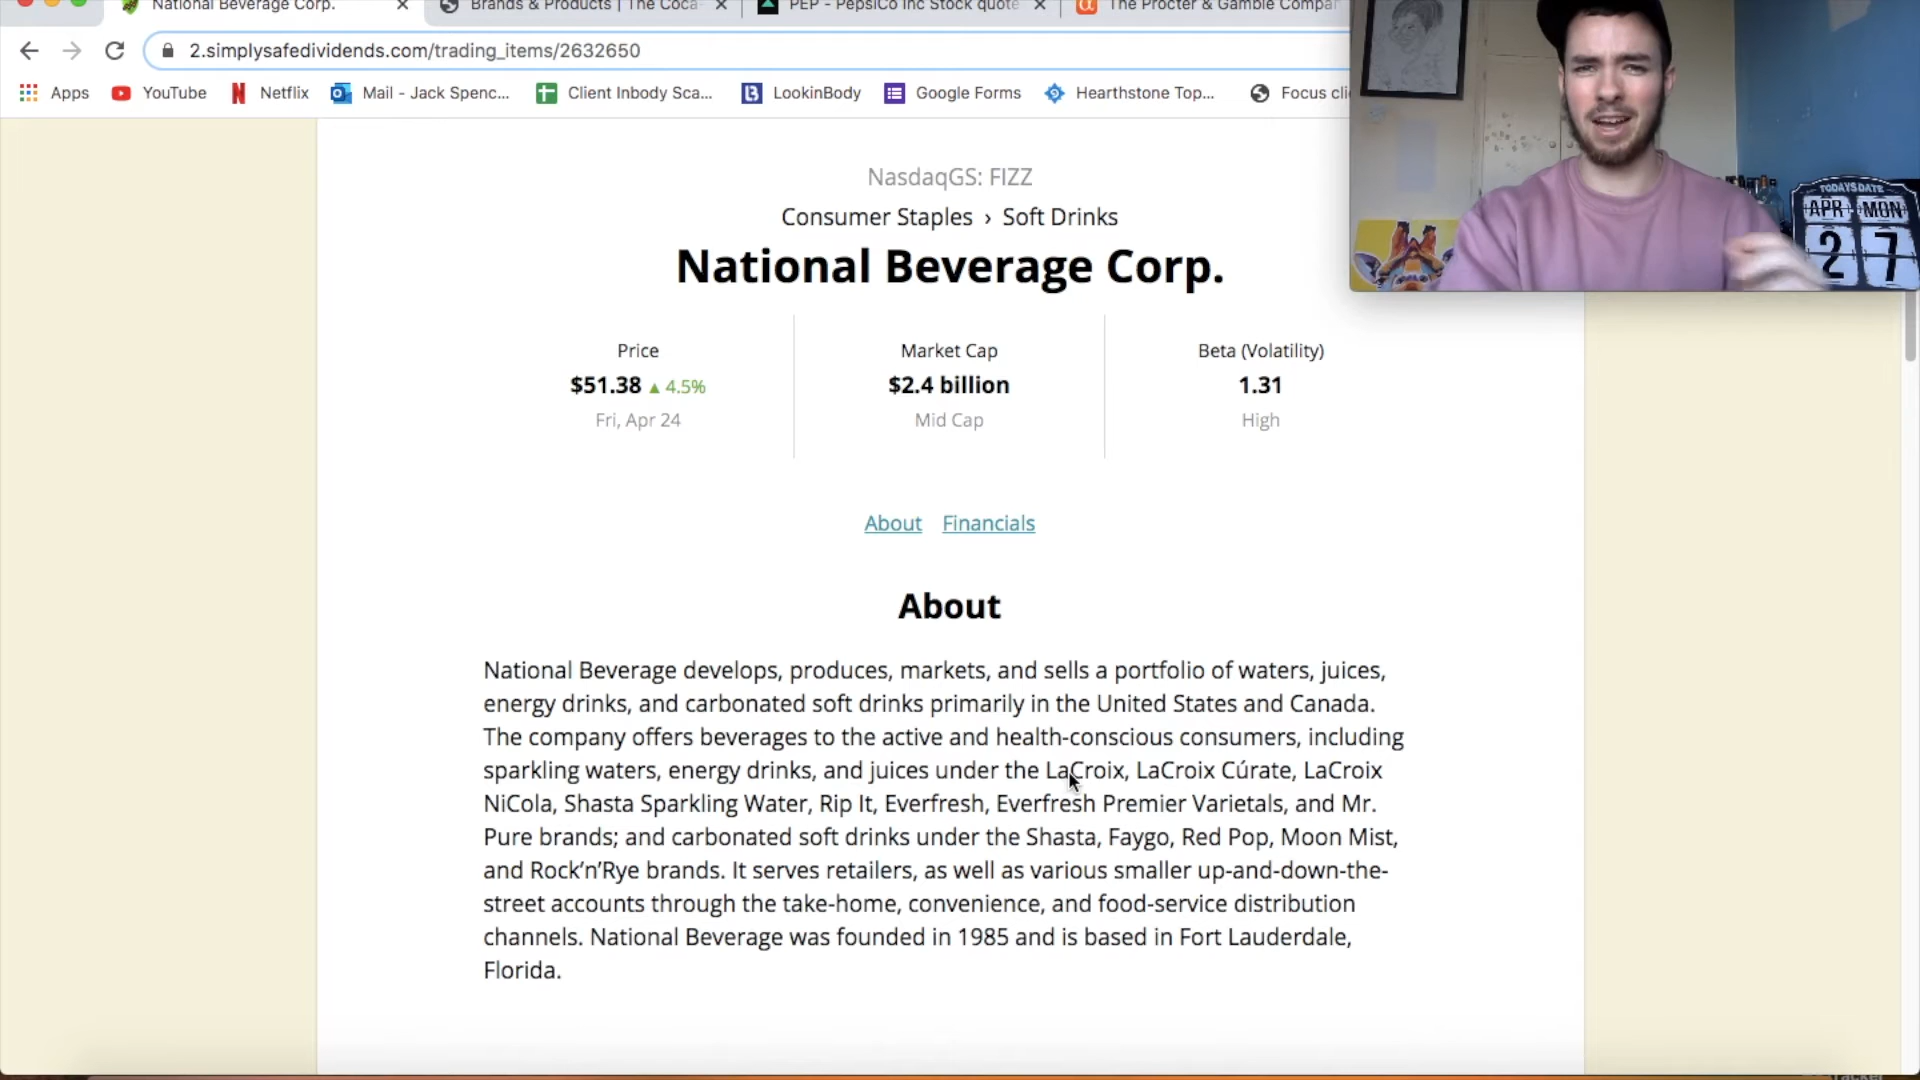 National Beverage Corp.
Brands & Products | The Coca-
PEP - PepsiCo Inc Stock quote
The Procter & Gamble Compan
2.simplysafedividends.com/trading_items/2632650
Apps
YouTube
Netflix
Mail - Jack Spenc...
Client Inbody Sca...
LookinBody
Google Forms
Hearthstone Top...
Focus cli
TODAYS DATE
APR MON
2 7
NasdaqGS: FIZZ
Consumer Staples › Soft Drinks
National Beverage Corp.
Price
$51.38 ▲ 4.5%
Fri, Apr 24
Market Cap
$2.4 billion
Mid Cap
Beta (Volatility)
1.31
High
About Financials
About
National Beverage develops, produces, markets, and sells a portfolio of waters, juices,
energy drinks, and carbonated soft drinks primarily in the United States and Canada.
The company offers beverages to the active and health-conscious consumers, including
sparkling waters, energy drinks, and juices under the LaCroix, LaCroix Cúrate, LaCroix
NiCola, Shasta Sparkling Water, Rip It, Everfresh, Everfresh Premier Varietals, and Mr.
Pure brands; and carbonated soft drinks under the Shasta, Faygo, Red Pop, Moon Mist,
and Rock’n’Rye brands. It serves retailers, as well as various smaller up-and-down-the-
street accounts through the take-home, convenience, and food-service distribution
channels. National Beverage was founded in 1985 and is based in Fort Lauderdale,
Florida.